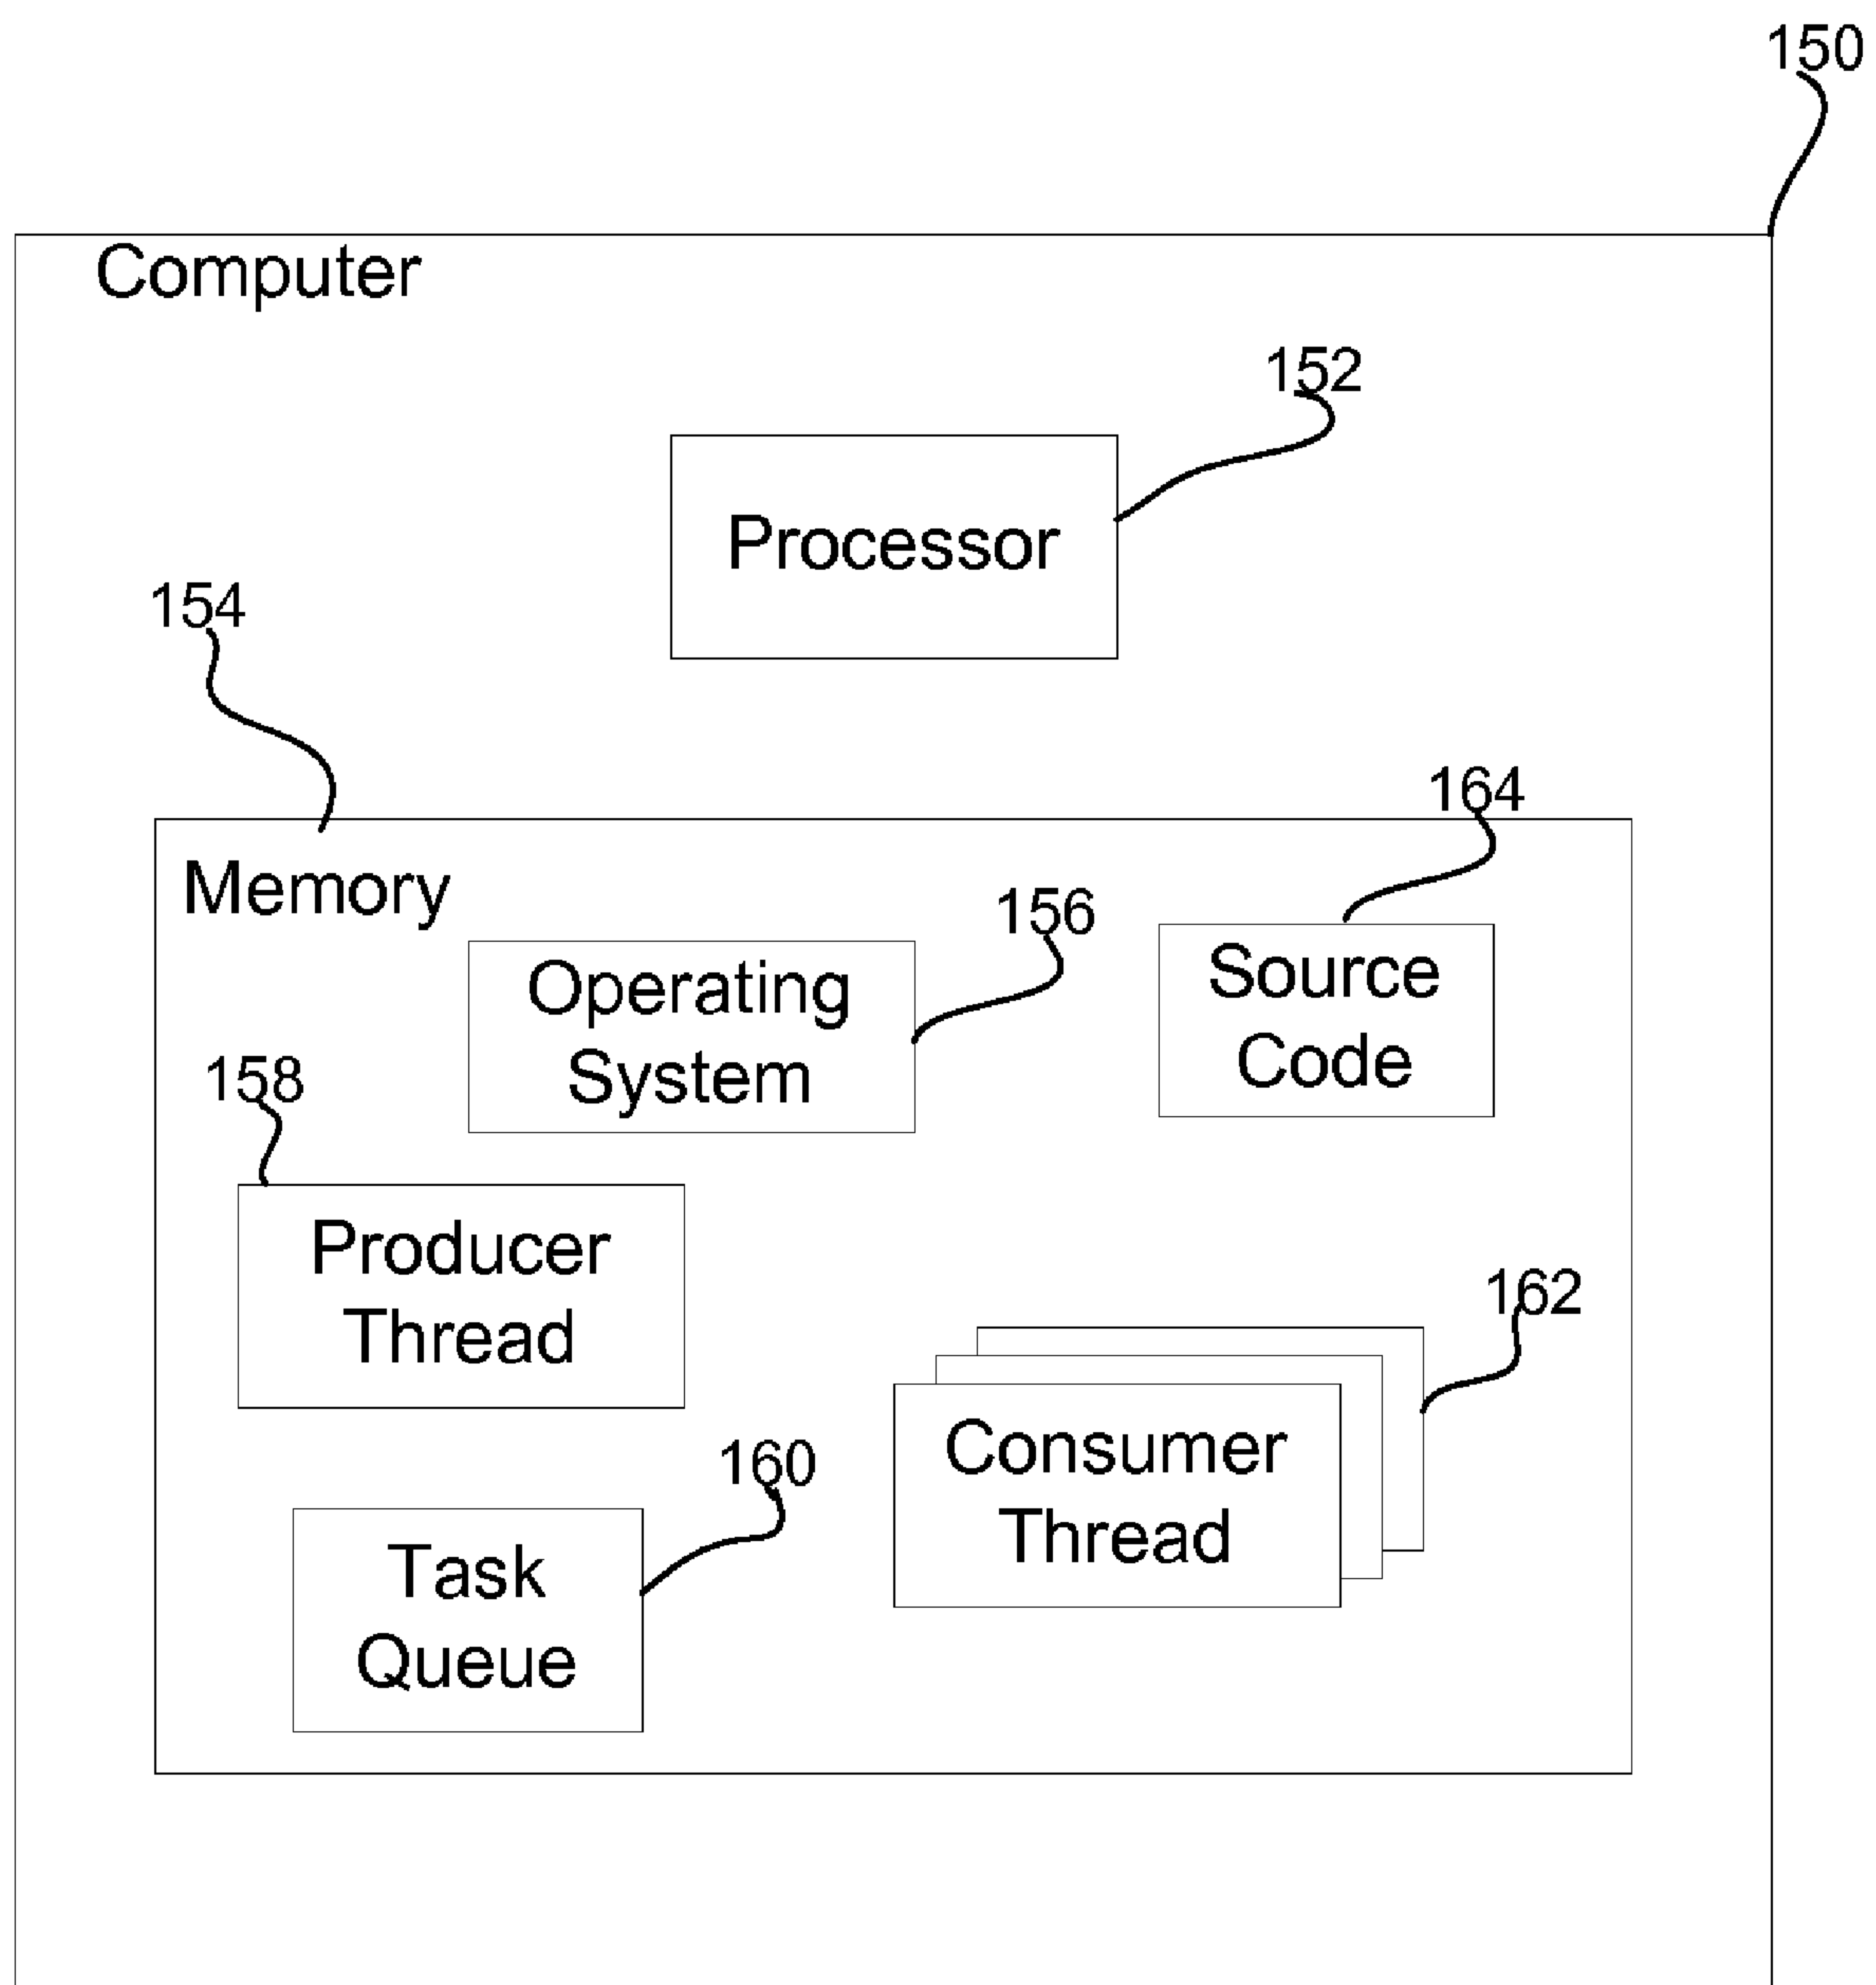 150
Computer
152
Processor
154
164
Memory
156
Operating
System
Source
Code
158
Producer
Thread
162
Consumer
Thread
160
Task
Queue